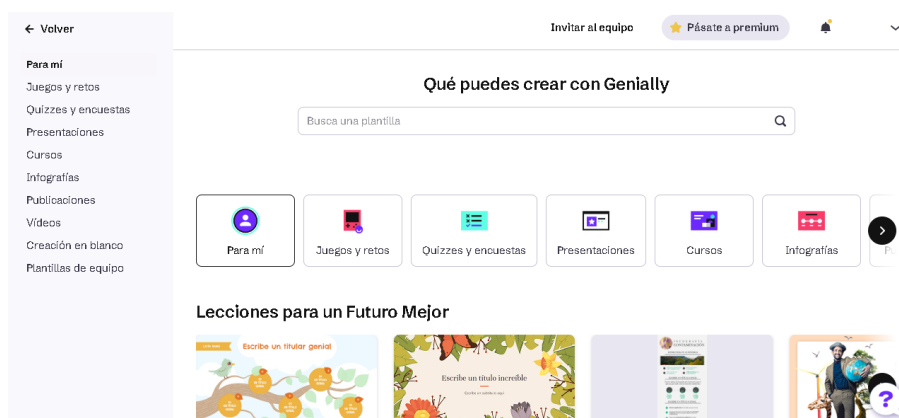 Volver
Invitar al equipo
Pásate a premium
Para mí
Juegos y retos
Quizzes y encuestas
Presentaciones
Cursos
Infografías
Publicaciones
Vídeos
Creación en blanco
Plantillas de equipo
Qué puedes crear con Genially
Busca una plantilla
Para mí
Juegos y retos
Quizzes y encuestas
Presentaciones
Cursos
Infografías
Lecciones para un Futuro Mejor
Escribe un titular genial
Escribe un título increíble
?